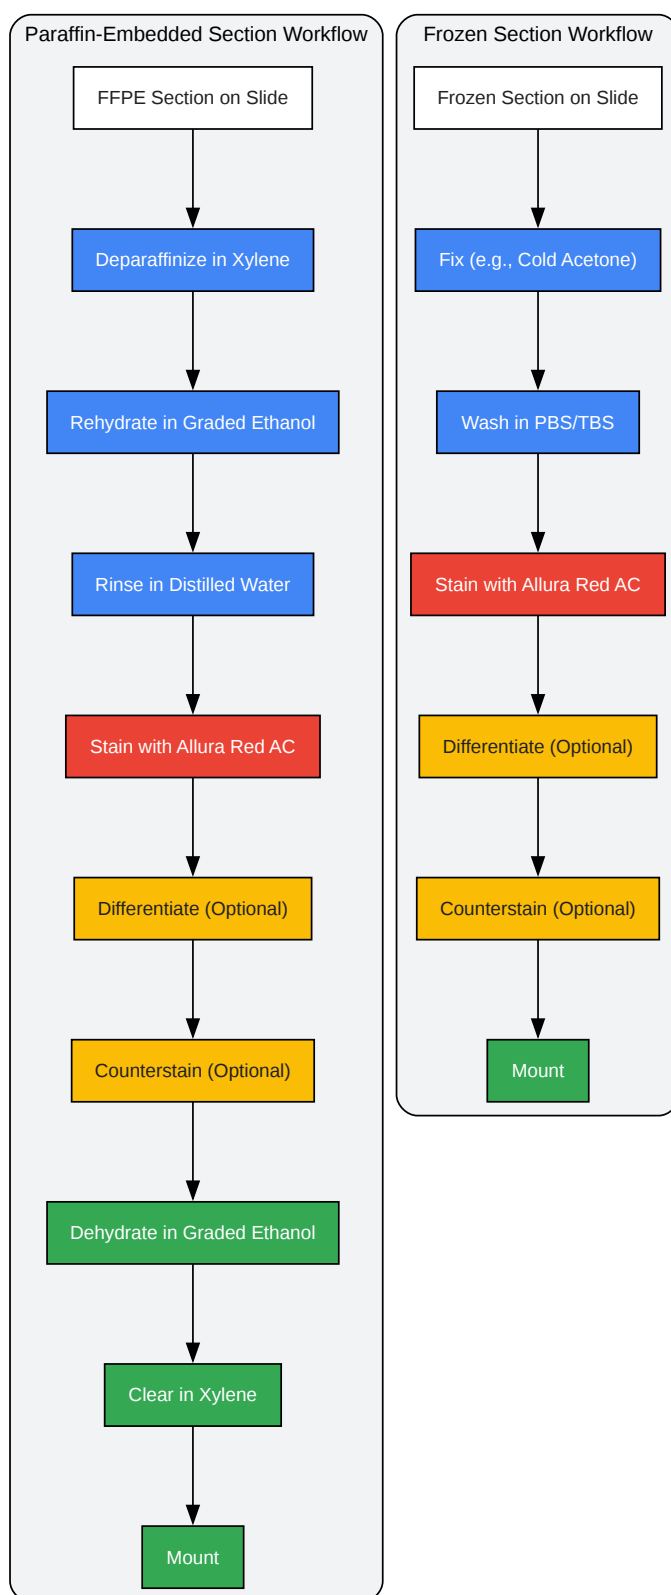 Paraffin-Embedded Section Workflow
FFPE Section on Slide
Deparaffinize in Xylene
Rehydrate in Graded Ethanol
Rinse in Distilled Water
Stain with Allura Red AC
Differentiate (Optional)
Counterstain (Optional)
Dehydrate in Graded Ethanol
Clear in Xylene
Mount
Frozen Section Workflow
Frozen Section on Slide
Fix (e.g., Cold Acetone)
Wash in PBS/TBS
Stain with Allura Red AC
Differentiate (Optional)
Counterstain (Optional)
Mount